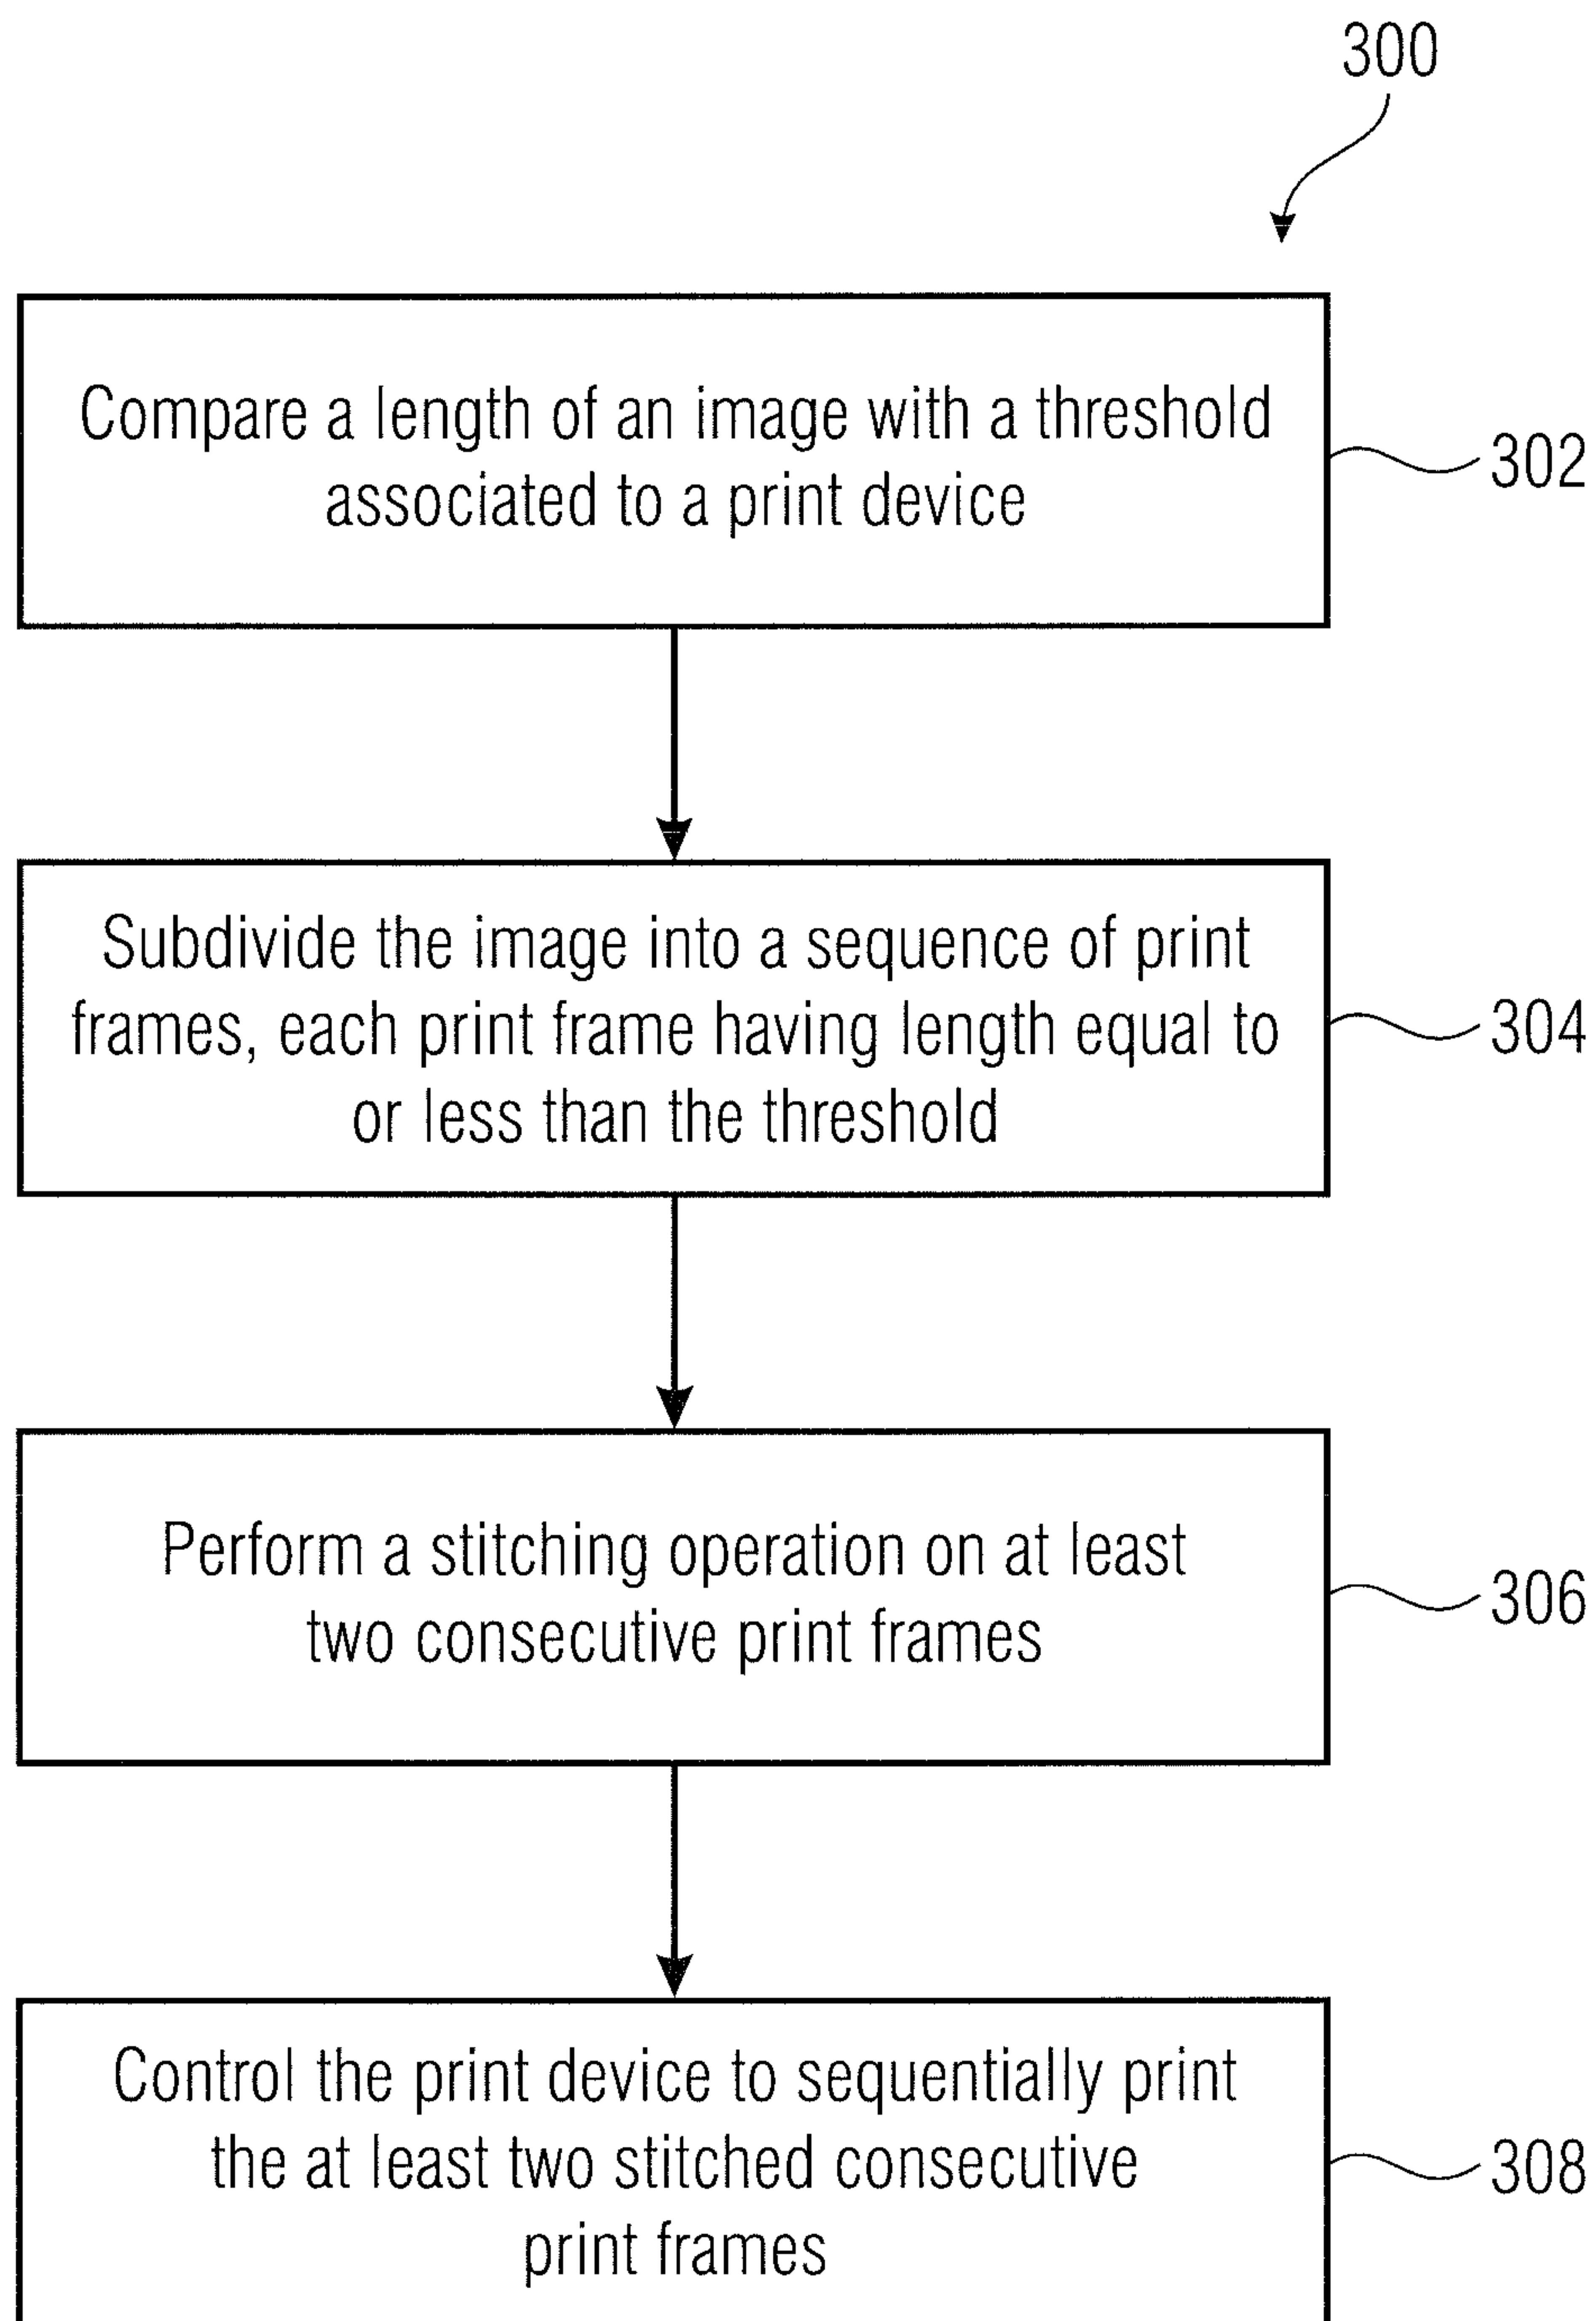 300
Compare a length of an image with a threshold
associated to a print device
302
Subdivide the image into a sequence of print
frames, each print frame having length equal to
or less than the threshold
304
Perform a stitching operation on at least
two consecutive print frames
306
Control the print device to sequentially print
the at least two stitched consecutive
print frames
308